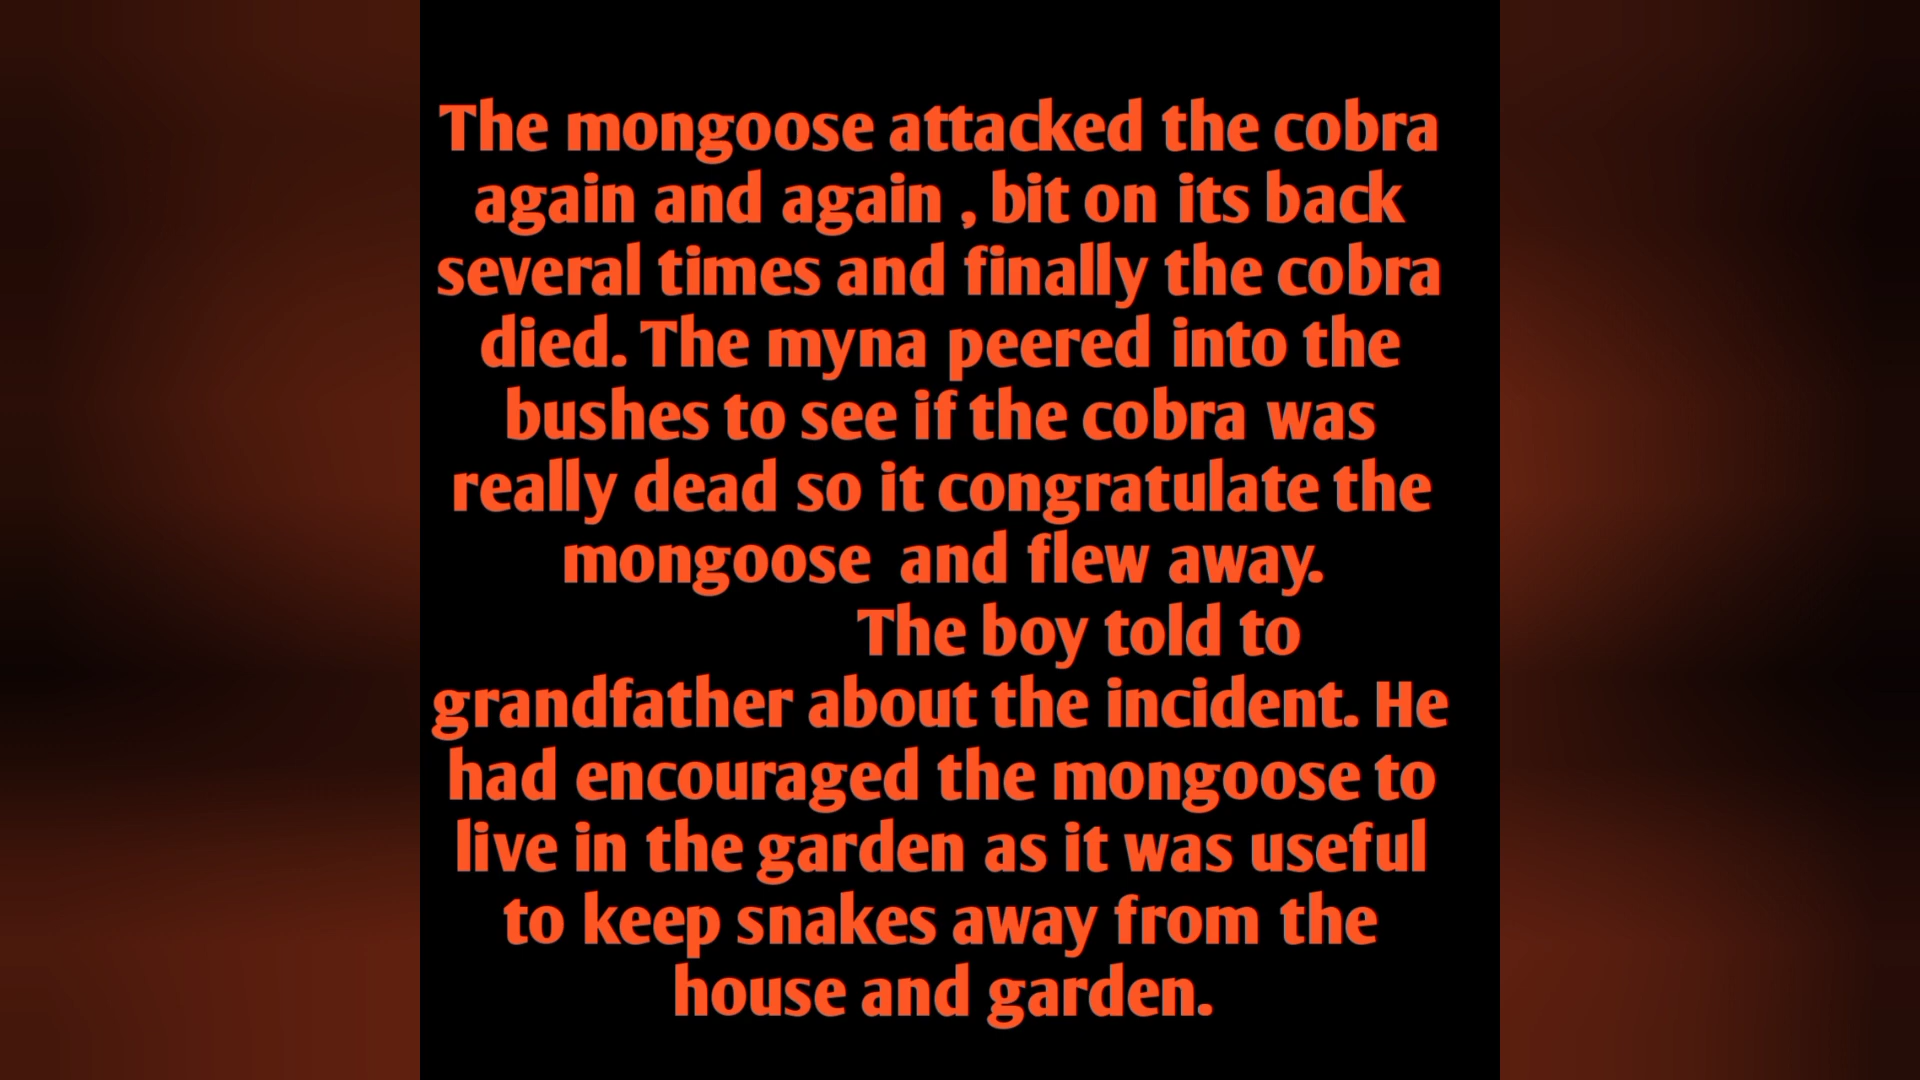 The mongoose attacked the cobra
again and again , bit on its back
several times and finally the cobra
died. The myna peered into the
bushes to see if the cobra was
really dead so it congratulate the
mongoose and flew away.
The boy told to
grandfather about the incident. He
had encouraged the mongoose to
live in the garden as it was useful
to keep snakes away from the
house and garden.